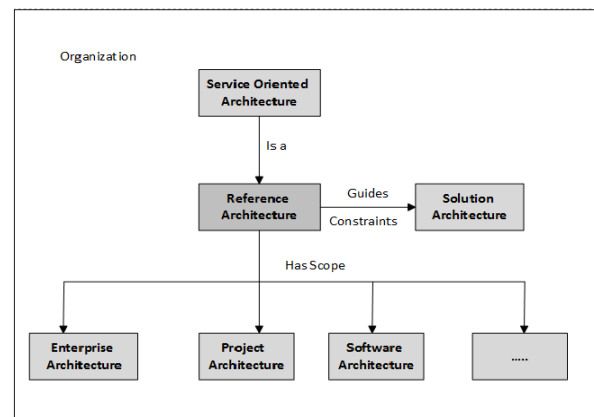 Organization
Service Oriented
Architecture
Is a
Reference
Architecture
Guides
Constraints
Solution
Architecture
Has Scope
Enterprise
Architecture
Project
Architecture
Software
Architecture
.....